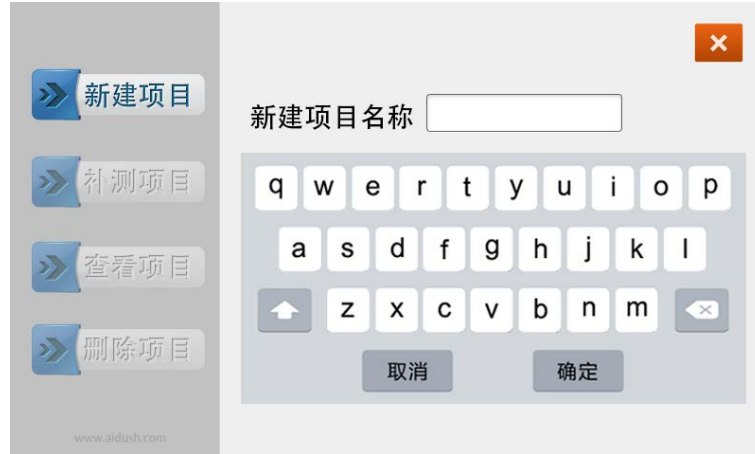 新建项目
补测项目
查看项目
删除项目
www.aidush.com
新建项目名称
q w e r t y u i o p
a s d f g h j k l
z x c v b n m
取消 确定